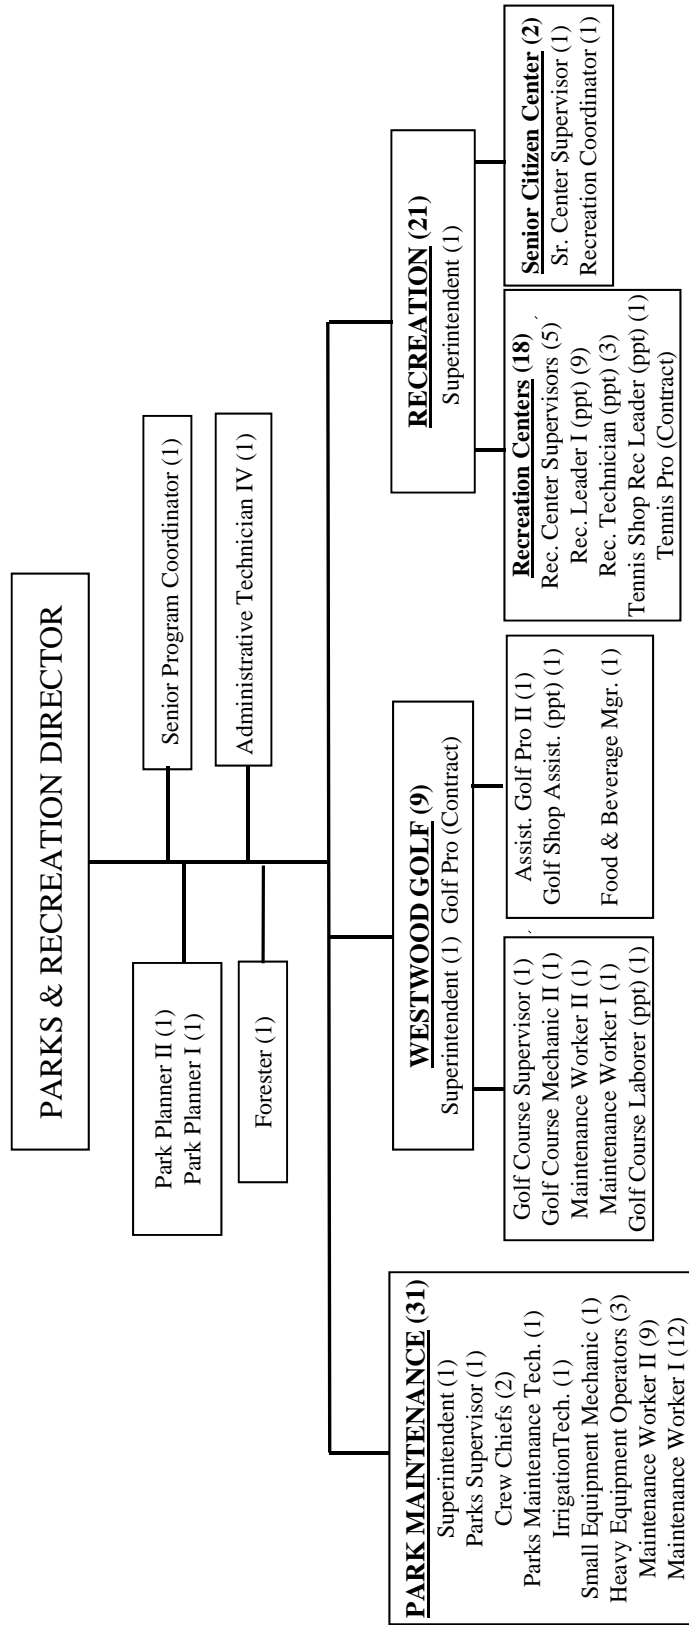 PARKS & RECREATION DIRECTOR
Park Planner II (1)
Park Planner I (1)
Senior Program Coordinator (1)
Forester (1)
Administrative Technician IV (1)
PARK MAINTENANCE (31)
Superintendent (1)
Parks Supervisor (1)
Crew Chiefs (2)
Parks Maintenance Tech. (1)
IrrigationTech. (1)
Small Equipment Mechanic (1)
Heavy Equipment Operators (3)
Maintenance Worker II (9)
Maintenance Worker I (12)
WESTWOOD GOLF (9)
Superintendent (1) Golf Pro (Contract)
Golf Course Supervisor (1)
Golf Course Mechanic II (1)
Maintenance Worker II (1)
Maintenance Worker I (1)
Golf Course Laborer (ppt) (1)
Assist. Golf Pro II (1)
Golf Shop Assist. (ppt) (1)
Food & Beverage Mgr. (1)
RECREATION (21)
Superintendent (1)
Recreation Centers (18)
Rec. Center Supervisors (5)
Rec. Leader I (ppt) (9)
Rec. Technician (ppt) (3)
Tennis Shop Rec Leader (ppt) (1)
Tennis Pro (Contract)
Senior Citizen Center (2)
Sr. Center Supervisor (1)
Recreation Coordinator (1)